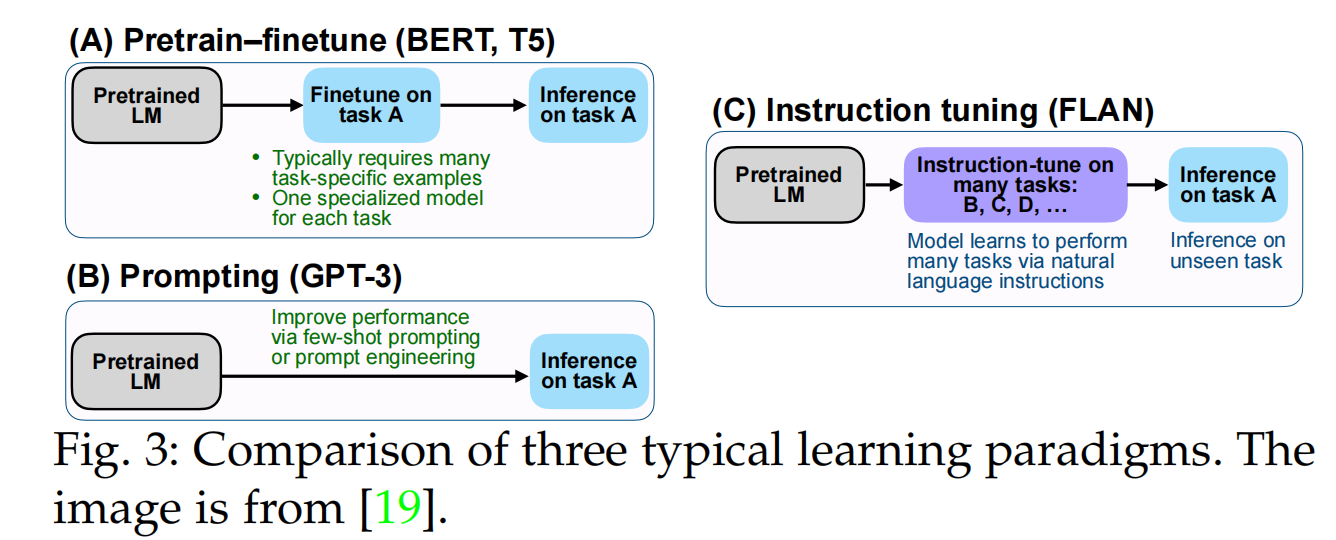 (A) Pretrain–finetune (BERT, T5)
Pretrained
LM
Finetune on
task A
Inference
on task A
• Typically requires many
task-specific examples
• One specialized model
for each task
(B) Prompting (GPT-3)
Pretrained
LM
Improve performance
via few-shot prompting
or prompt engineering
Inference
on task A
(C) Instruction tuning (FLAN)
Pretrained
LM
Instruction-tune on
many tasks:
B, C, D, …
Inference
on task A
Model learns to perform
many tasks via natural
language instructions
Inference on
unseen task
Fig. 3: Comparison of three typical learning paradigms. The
image is from [19].